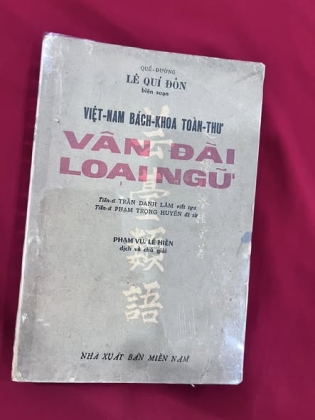 QUẾ-ĐƯỜNG
LÊ QUÍ ĐÔN
biên soạn
VIỆT-NAM BÁCH-KHOA TOÀN-THƯ
VÂN ĐÀI
LOẠI NGỮ
Tiến-sĩ TRẦN DANH LÂM viết tựa
Tiến-sĩ PHẠM TRỌNG HUYẾN đề từ
PHẠM VŨ, LÊ HIỀN
dịch và chú giải
芸臺類語
NHÀ XUẤT BẢN MIỀN NAM